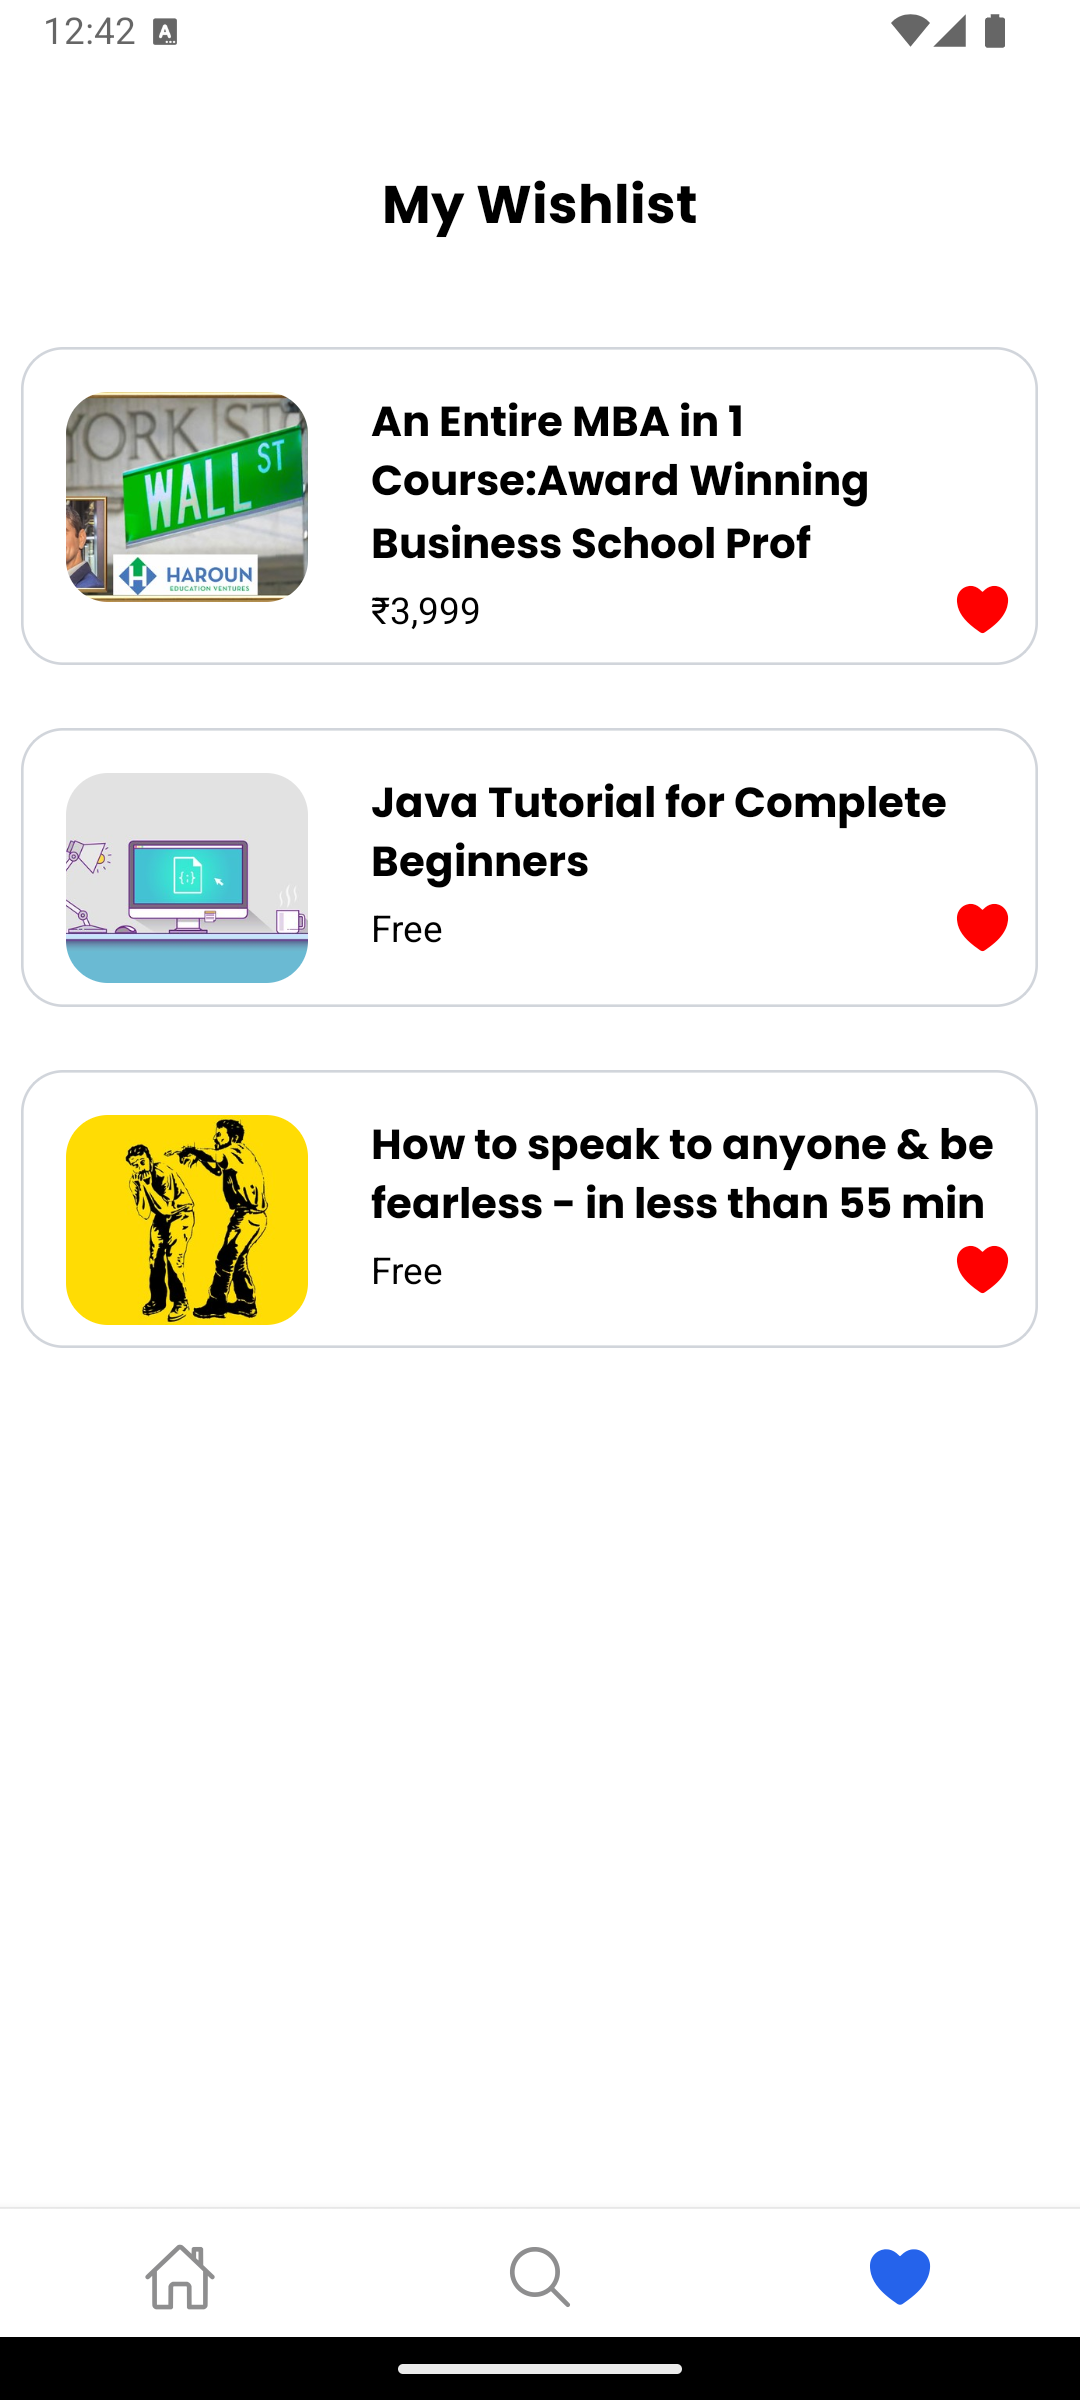 12:42
A
My Wishlist
YORK ST
WALL ST
HAROUN
EDUCATION VENTURES
An Entire MBA in 1
Course:Award Winning
Business School Prof
₹3,999
{;}
Java Tutorial for Complete
Beginners
Free
How to speak to anyone & be
fearless - in less than 55 min
Free